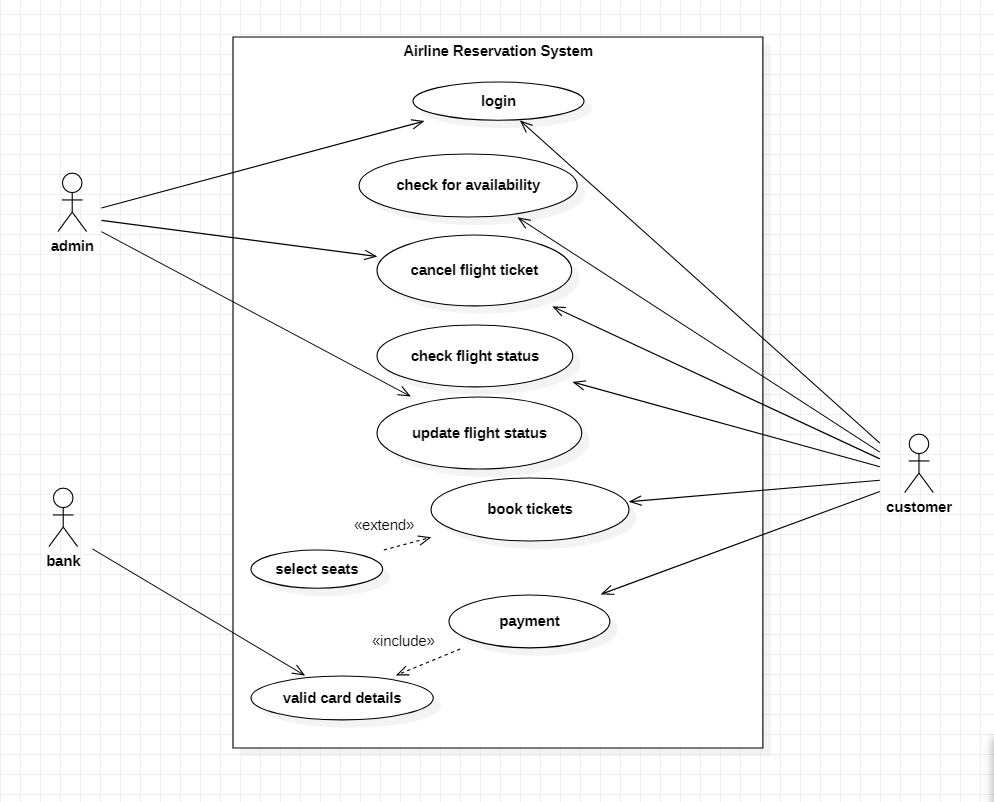 Airline Reservation System
login
check for availability
admin
cancel flight ticket
check flight status
update flight status
customer
book tickets
«extend»
bank
select seats
payment
«include»
valid card details